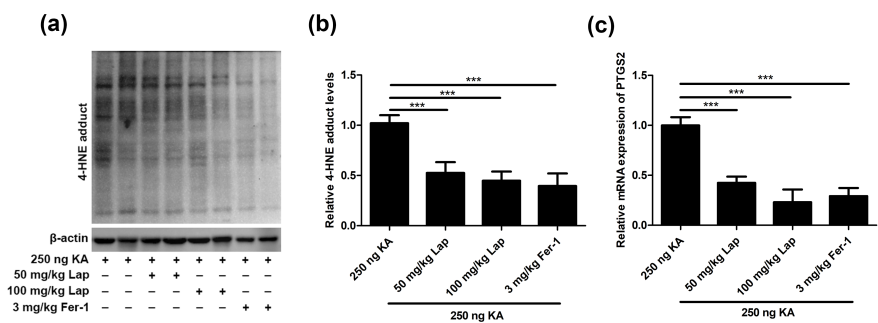 (a)
4-HNE adduct
β-actin
250 ng KA + + + + + + + +
50 mg/kg Lap – – + + – – – –
100 mg/kg Lap – – – – + + – –
3 mg/kg Fer-1 – – – – – – + +
(b)
Relative 4-HNE adduct levels
1.5
1.0
0.5
0.0
***
***
***
250 ng KA
50 mg/kg Lap
100 mg/kg Lap
3 mg/kg Fer-1
250 ng KA
(c)
Relative mRNA expression of PTGS2
1.5
1.0
0.5
0.0
***
***
***
250 ng KA
50 mg/kg Lap
100 mg/kg Lap
3 mg/kg Fer-1
250 ng KA